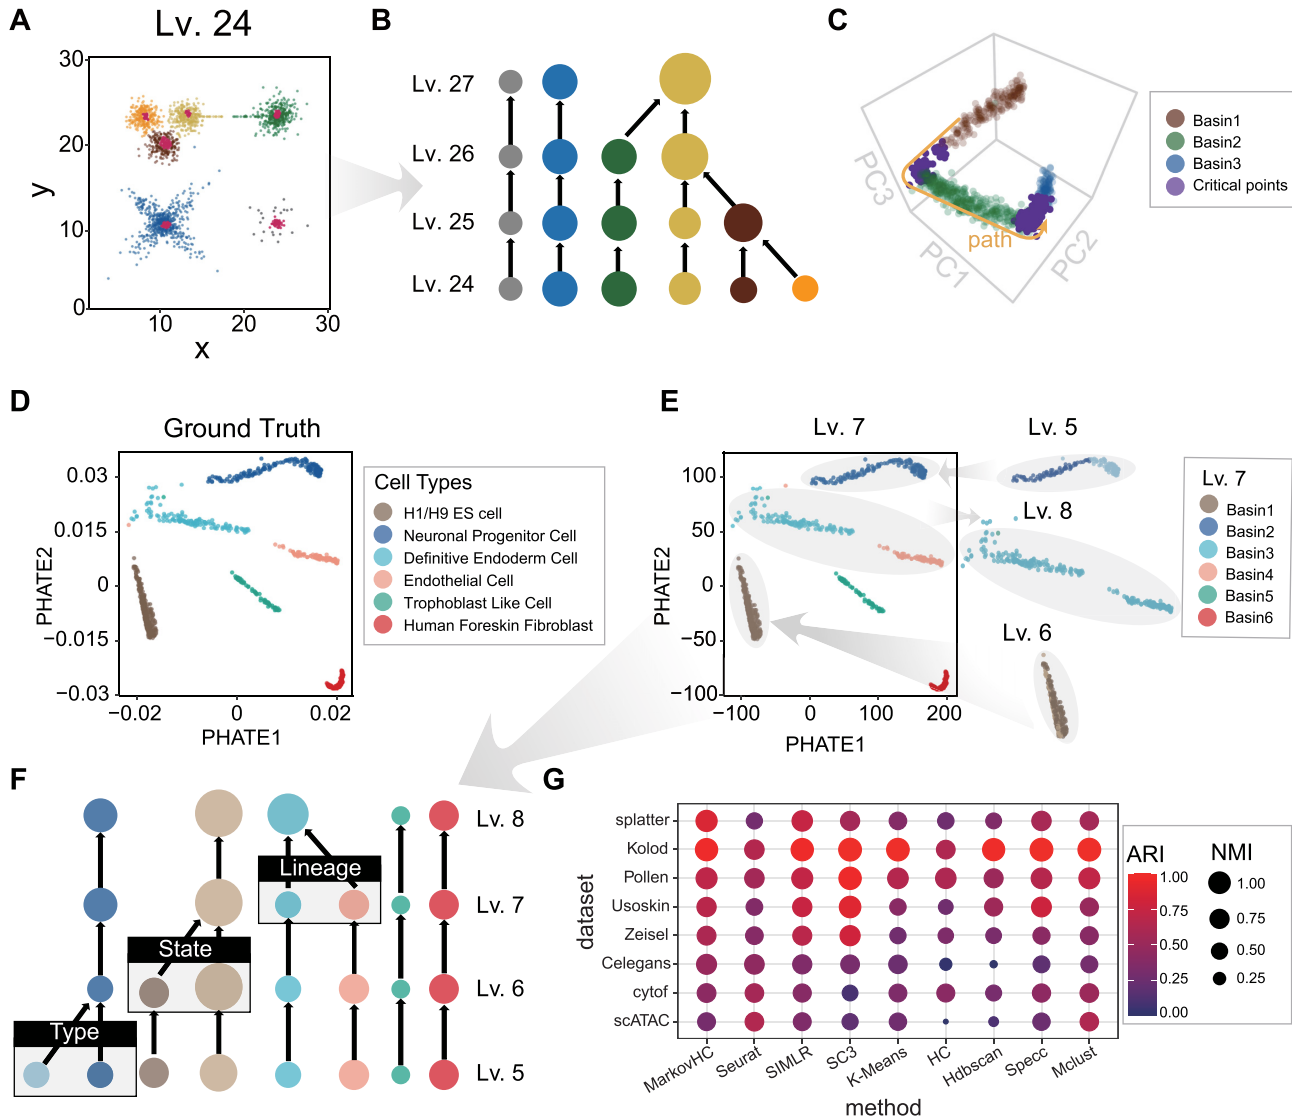 A
Lv. 24
30
20
10
0
y
10
20
30
x
B
Lv. 27
Lv. 26
Lv. 25
Lv. 24
C
PC3
PC1
PC2
path
Basin1
Basin2
Basin3
Critical points
D
Ground Truth
0.03
0.015
0
−0.015
−0.03
PHATE2
−0.02
0
0.02
PHATE1
Cell Types
H1/H9 ES cell
Neuronal Progenitor Cell
Definitive Endoderm Cell
Endothelial Cell
Trophoblast Like Cell
Human Foreskin Fibroblast
E
Lv. 7
Lv. 5
Lv. 8
Lv. 6
100
50
0
−50
−100
PHATE2
−100
0
100
200
PHATE1
Lv. 7
Basin1
Basin2
Basin3
Basin4
Basin5
Basin6
F
Lv. 8
Lineage
Lv. 7
State
Lv. 6
Type
Lv. 5
G
dataset
splatter
Kolod
Pollen
Usoskin
Zeisel
Celegans
cytof
scATAC
MarkovHC
Seurat
SIMLR
SC3
K-Means
HC
Hdbscan
Specc
Mclust
method
ARI
1.00
0.75
0.50
0.25
0.00
NMI
1.00
0.75
0.50
0.25